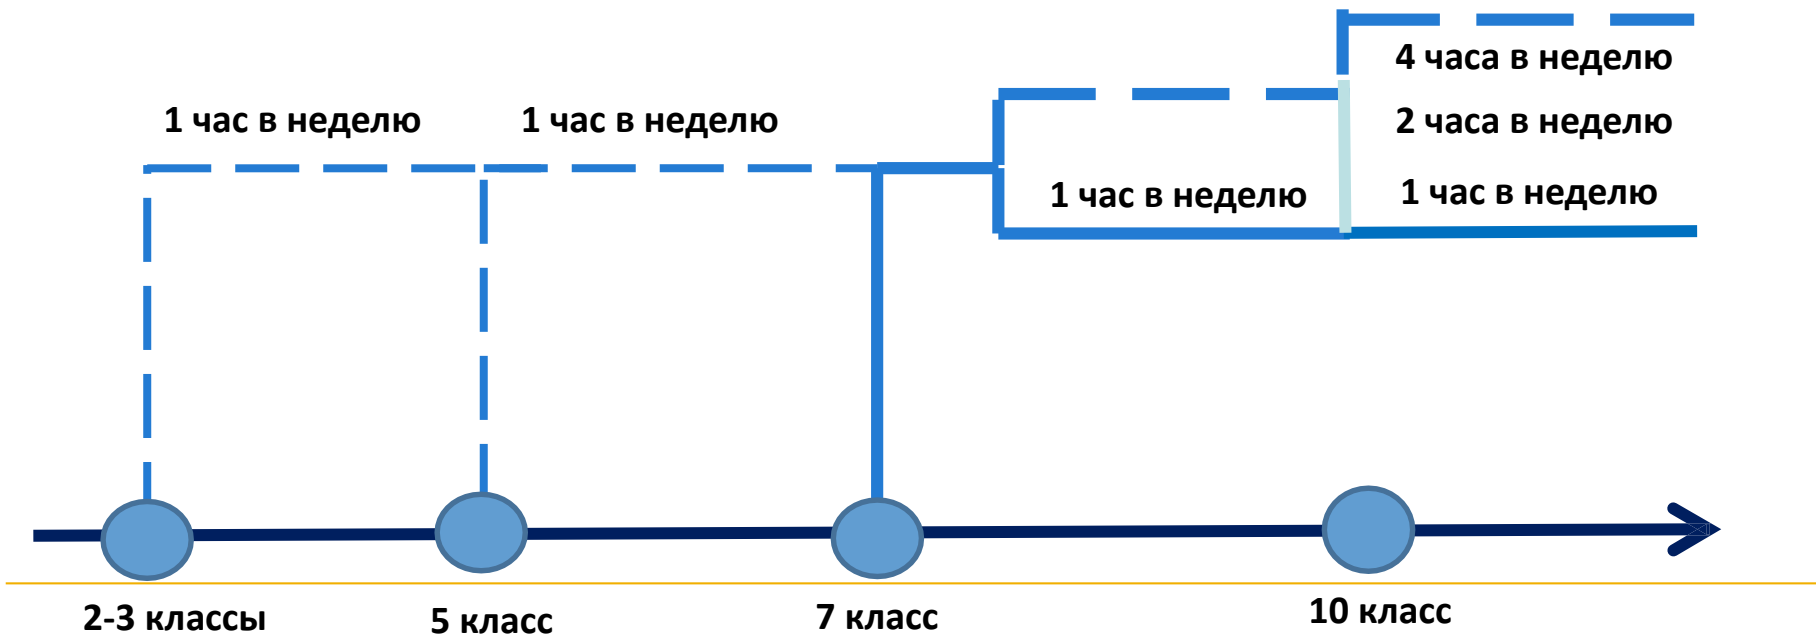 4 часа в неделю
1 час в неделю
1 час в неделю
2 часа в неделю
1 час в неделю
1 час в неделю
2-3 классы
5 класс
7 класс
10 класс